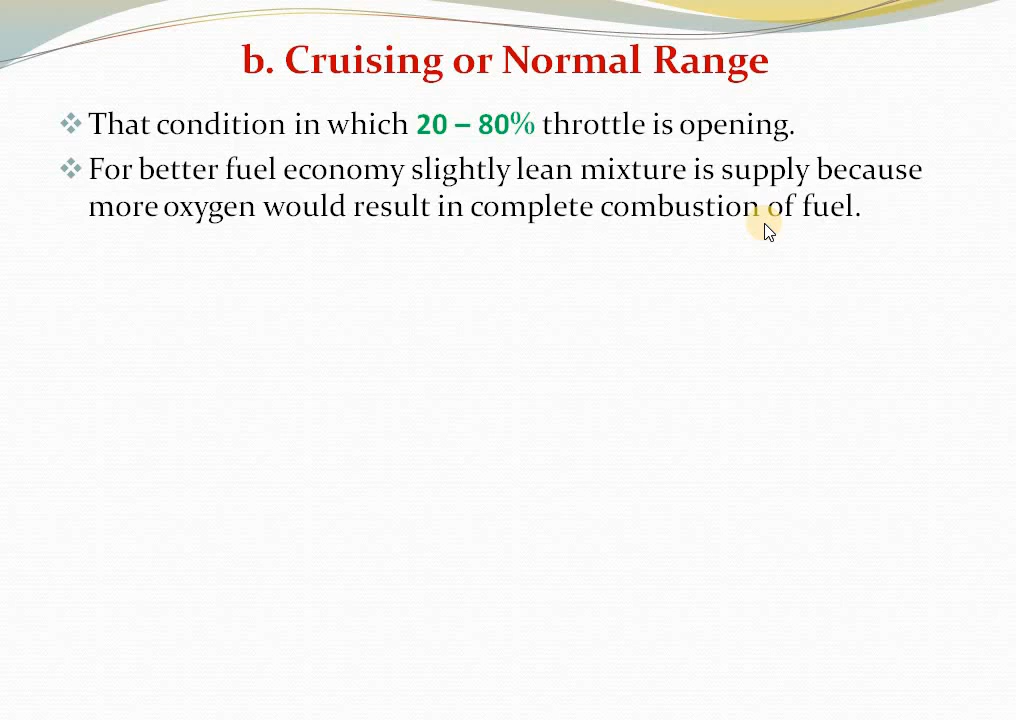 b. Cruising or Normal Range
That condition in which 20 – 80% throttle is opening.
For better fuel economy slightly lean mixture is supply because
more oxygen would result in complete combustion of fuel.